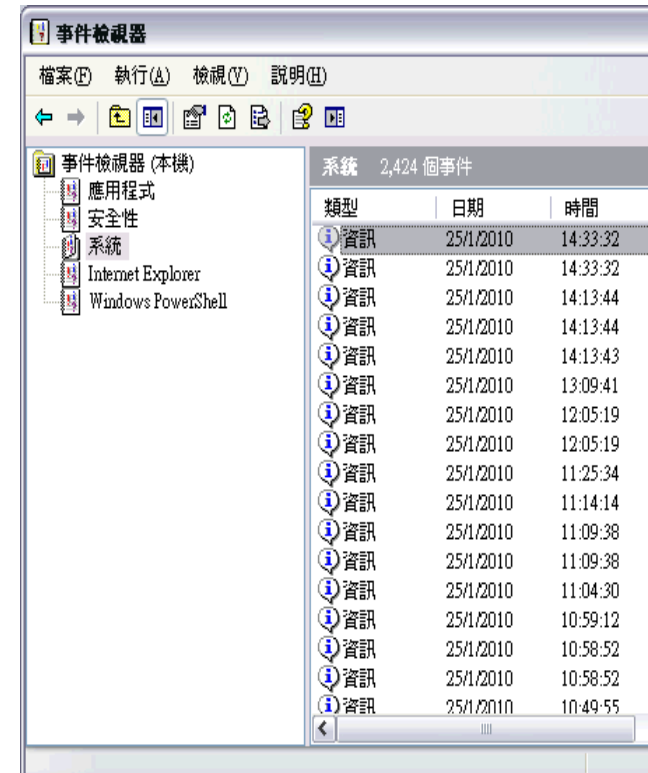 事件檢視器
檔案(F) 執行(A) 檢視(V) 説明(H)
事件檢視器 (本機)
應用程式
安全性
系統
Internet Explorer
Windows PowerShell
系統 2,424 個事件
類型 日期 時間
資訊 25/1/2010 14:33:32
資訊 25/1/2010 14:33:32
資訊 25/1/2010 14:13:44
資訊 25/1/2010 14:13:44
資訊 25/1/2010 14:13:43
資訊 25/1/2010 13:09:41
資訊 25/1/2010 12:05:19
資訊 25/1/2010 12:05:19
資訊 25/1/2010 11:25:34
資訊 25/1/2010 11:14:14
資訊 25/1/2010 11:09:38
資訊 25/1/2010 11:09:38
資訊 25/1/2010 11:04:30
資訊 25/1/2010 10:59:12
資訊 25/1/2010 10:58:52
資訊 25/1/2010 10:58:52
資訊 25/1/2010 10:49:55